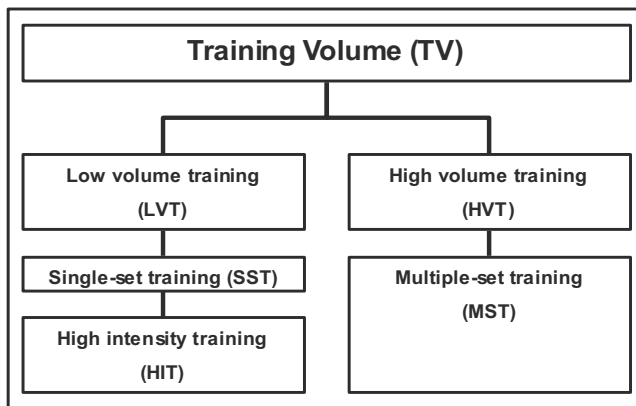 Training Volume (TV)
Low volume training
(LVT)
High volume training
(HVT)
Single-set training (SST)
Multiple-set training
(MST)
High intensity training
(HIT)